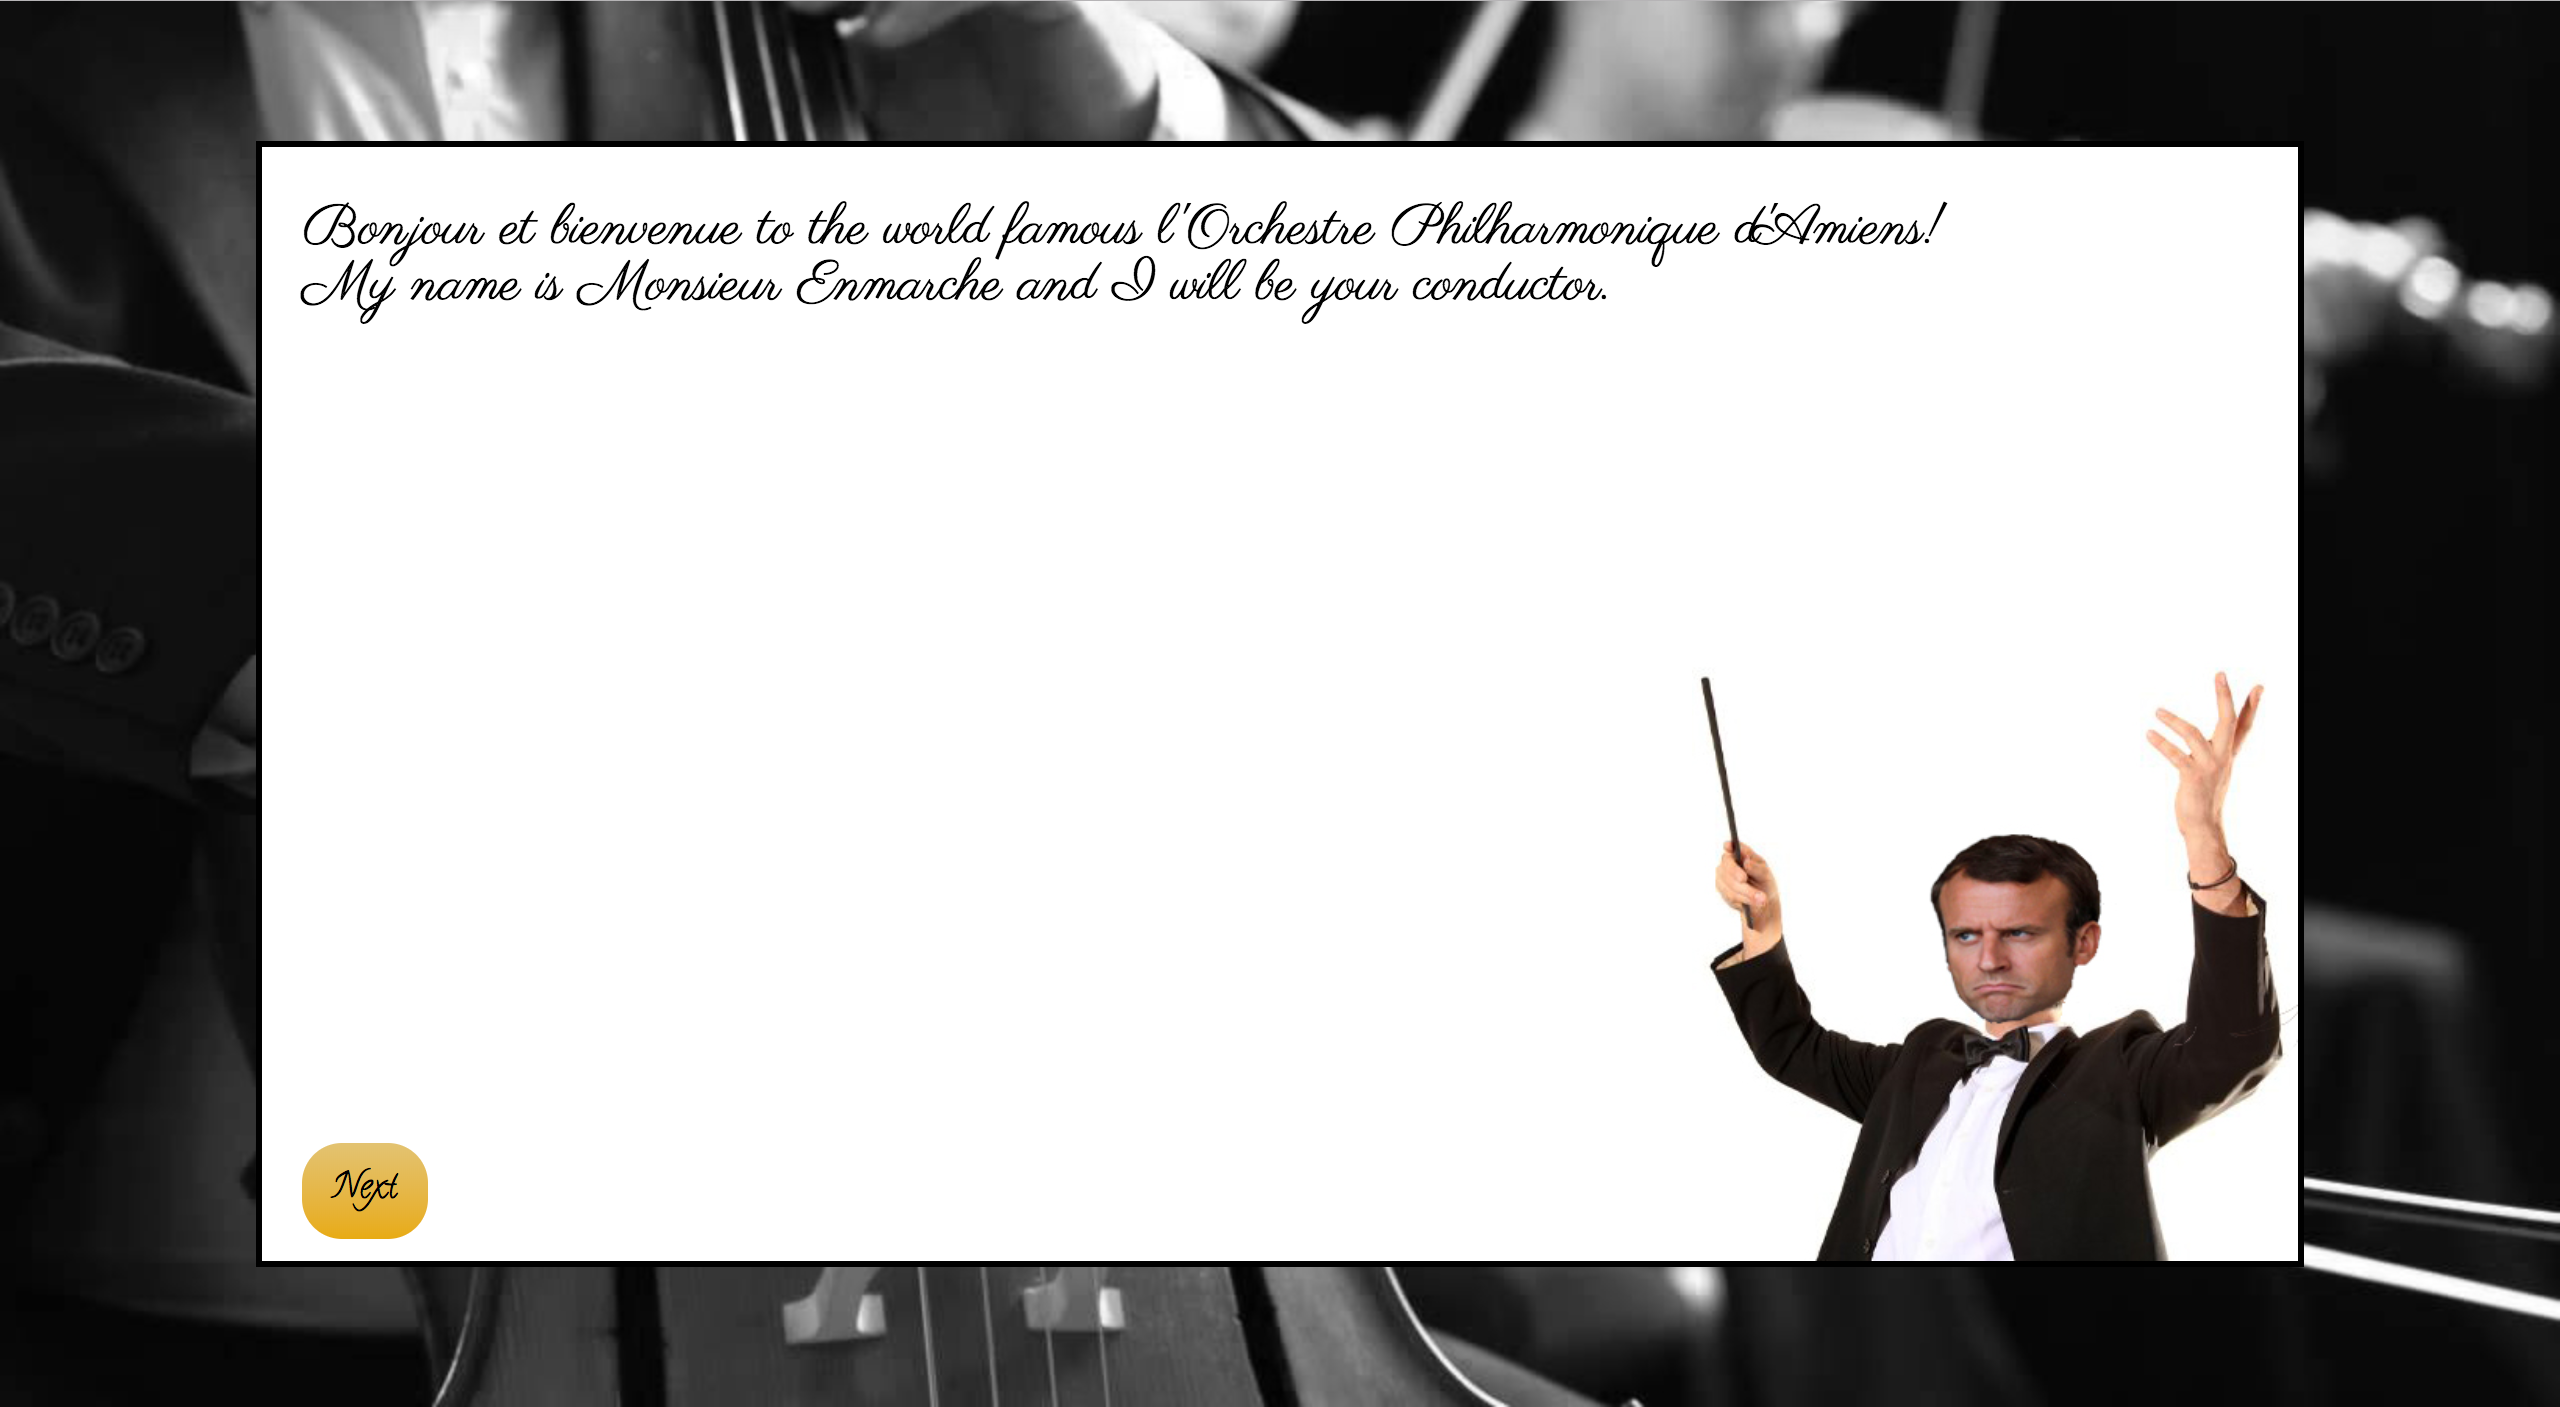 Bonjour et bienvenue to the world famous l'Orchestre Philharmonique d'Amiens!
My name is Monsieur Enmarche and I will be your conductor.
Next